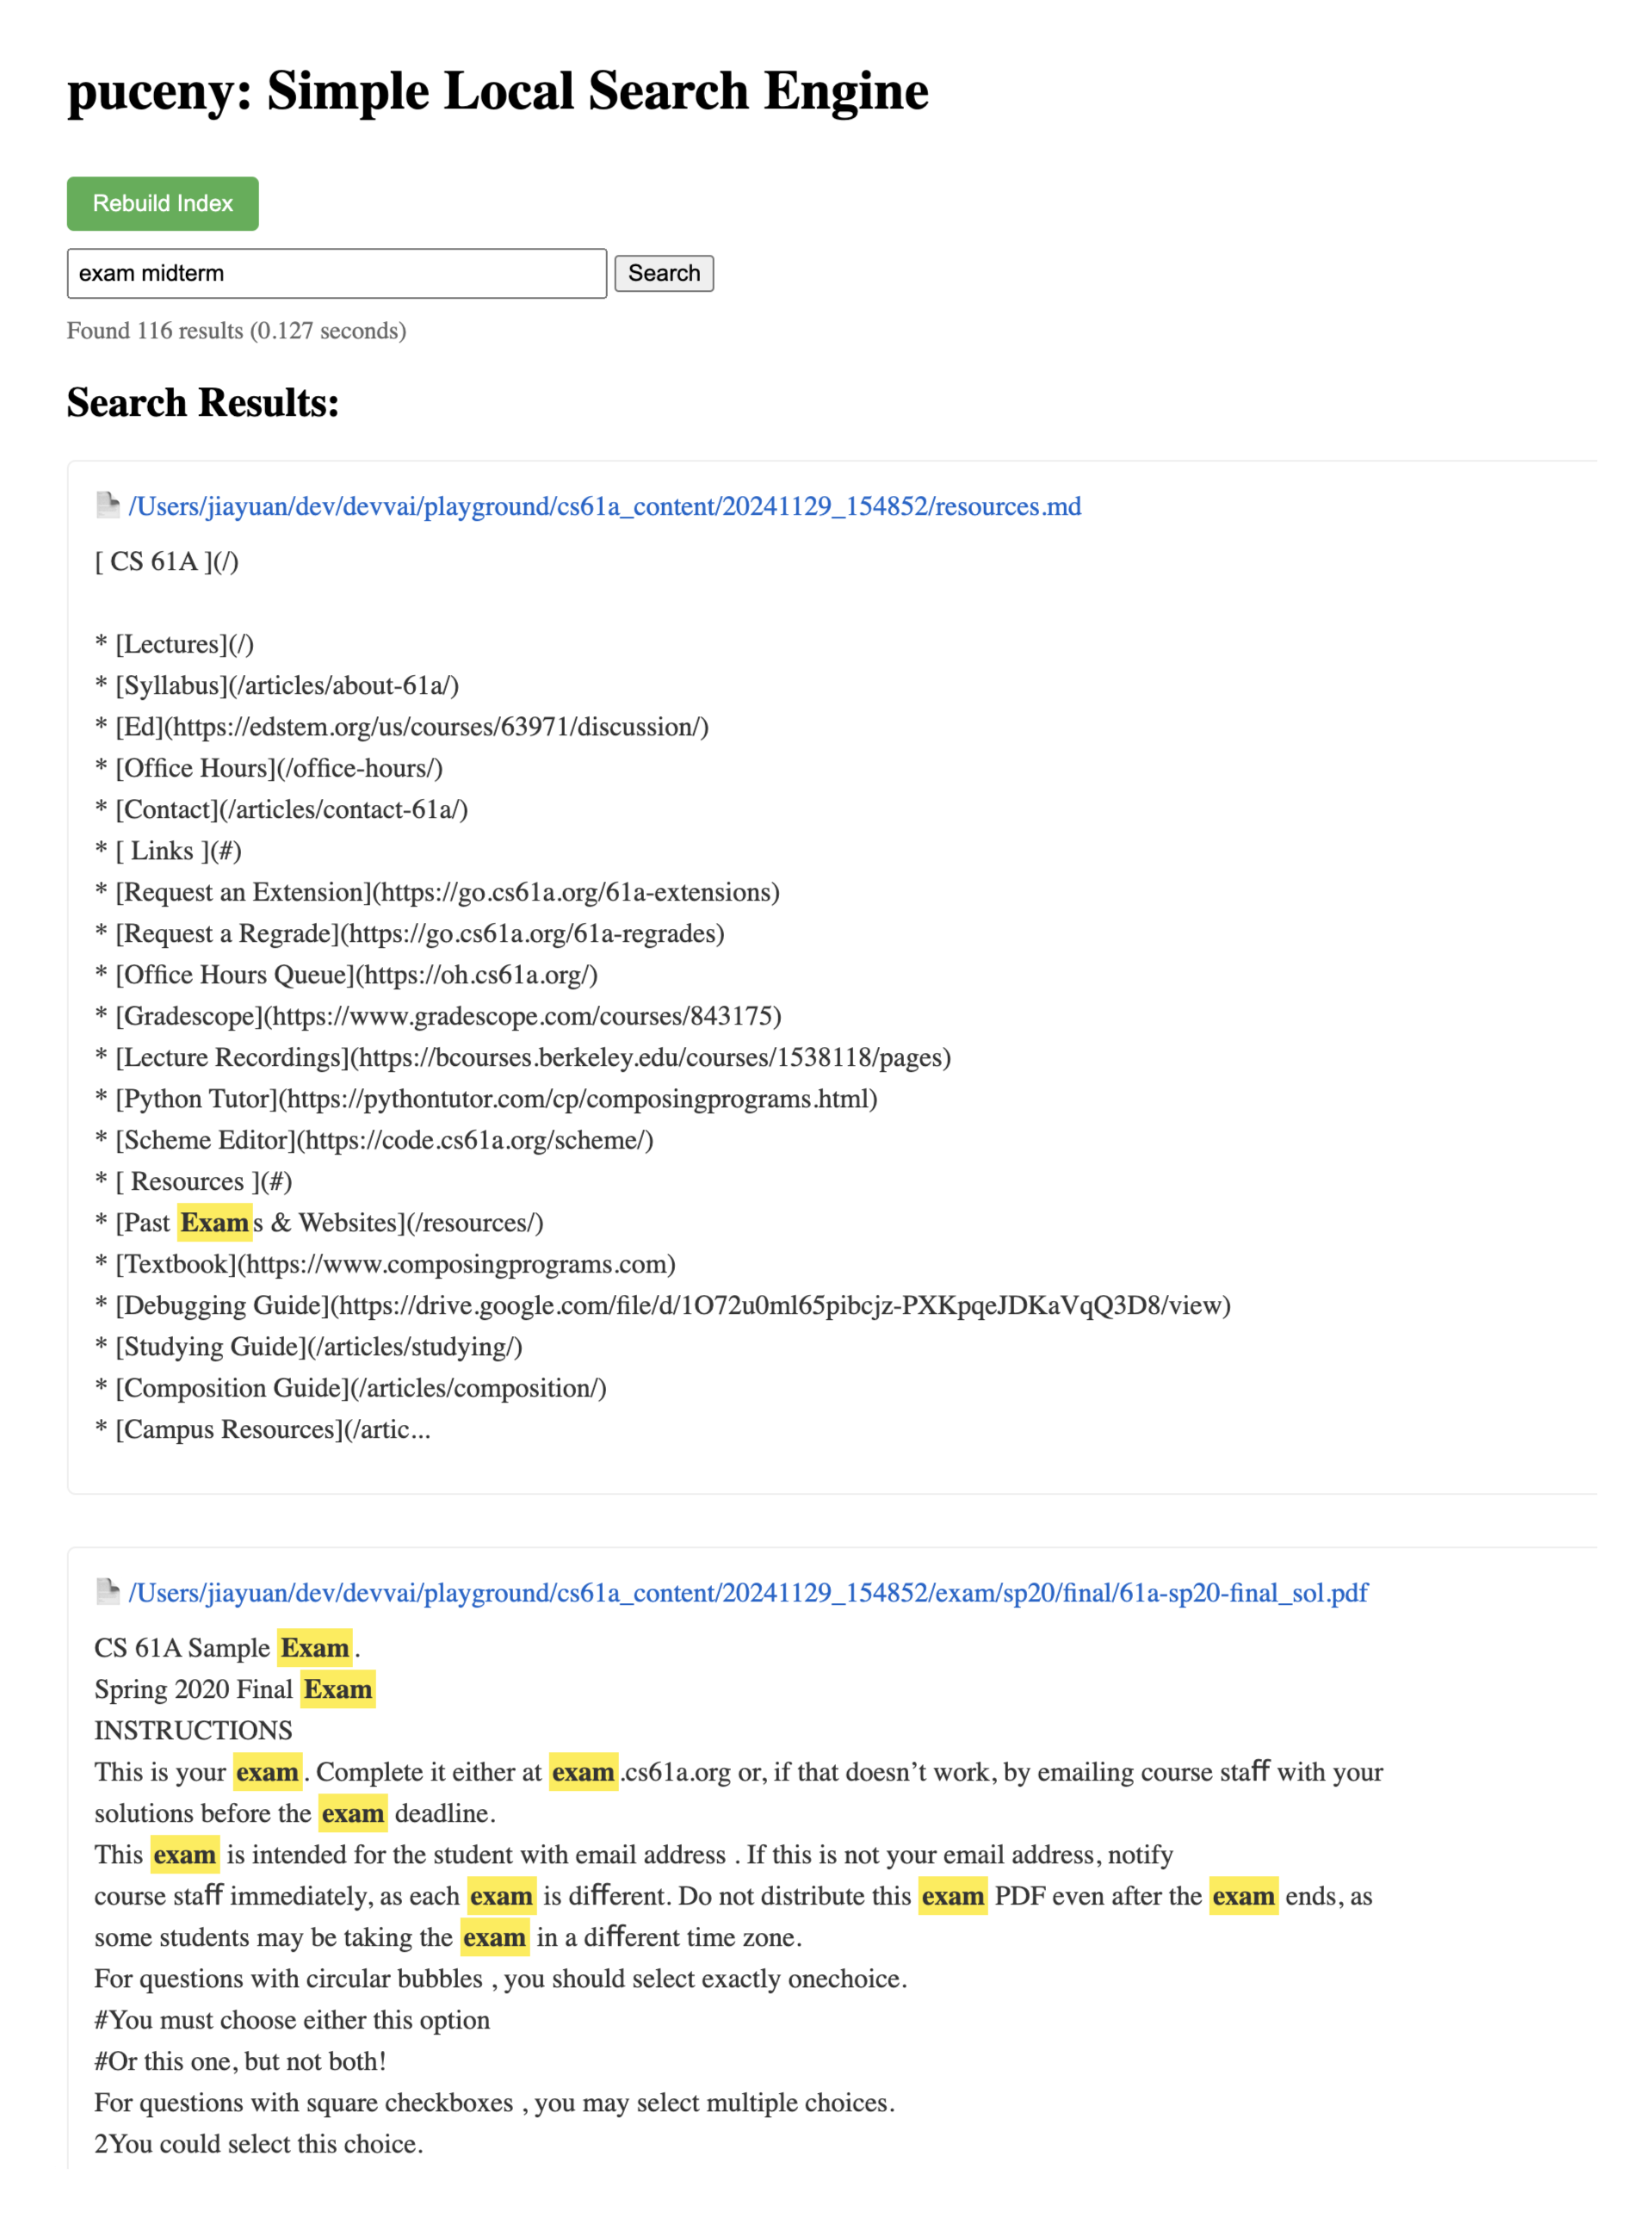 puceny: Simple Local Search Engine
Rebuild Index
exam midterm
Search
Found 116 results (0.127 seconds)
Search Results:
/Users/jiayuan/dev/devvai/playground/cs61a_content/20241129_154852/resources.md
[ CS 61A ](/)
* [Lectures](/)
* [Syllabus](/articles/about-61a/)
* [Ed](https://edstem.org/us/courses/63971/discussion/)
* [Office Hours](/office-hours/)
* [Contact](/articles/contact-61a/)
* [ Links ](#)
* [Request an Extension](https://go.cs61a.org/61a-extensions)
* [Request a Regrade](https://go.cs61a.org/61a-regrades)
* [Office Hours Queue](https://oh.cs61a.org/)
* [Gradescope](https://www.gradescope.com/courses/843175)
* [Lecture Recordings](https://bcourses.berkeley.edu/courses/1538118/pages)
* [Python Tutor](https://pythontutor.com/cp/composingprograms.html)
* [Scheme Editor](https://code.cs61a.org/scheme/)
* [ Resources ](#)
* [Past Exams & Websites](/resources/)
* [Textbook](https://www.composingprograms.com)
* [Debugging Guide](https://drive.google.com/file/d/1O72u0ml65pibcjz-PXKpqeJDKaVqQ3D8/view)
* [Studying Guide](/articles/studying/)
* [Composition Guide](/articles/composition/)
* [Campus Resources](/artic...
/Users/jiayuan/dev/devvai/playground/cs61a_content/20241129_154852/exam/sp20/final/61a-sp20-final_sol.pdf
CS 61A Sample Exam.
Spring 2020 Final Exam
INSTRUCTIONS
This is your exam. Complete it either at exam.cs61a.org or, if that doesn’t work, by emailing course staff with your
solutions before the exam deadline.
This exam is intended for the student with email address . If this is not your email address, notify
course staff immediately, as each exam is different. Do not distribute this exam PDF even after the exam ends, as
some students may be taking the exam in a different time zone.
For questions with circular bubbles , you should select exactly onechoice.
#You must choose either this option
#Or this one, but not both!
For questions with square checkboxes , you may select multiple choices.
2You could select this choice.